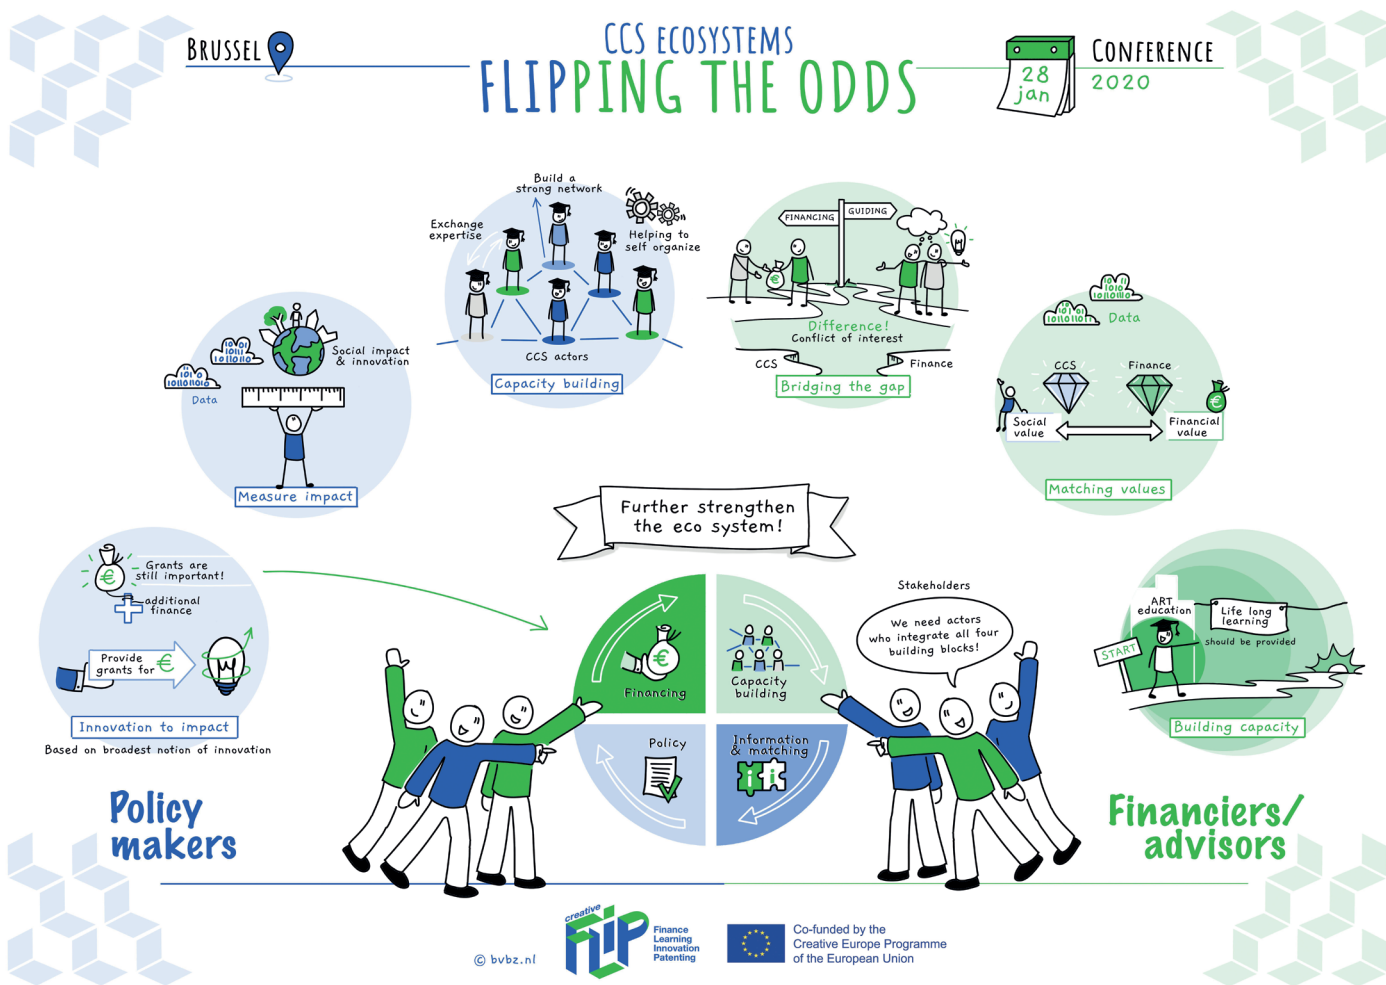 BRUSSEL
CCS ECOSYSTEMS
FLIPPING THE ODDS
28
jan
CONFERENCE
2020
Build a
strong network
Exchange
expertise
Helping to
self organize
CCS actors
Capacity building
FINANCING
GUIDING
Difference!
Conflict of interest
CCS
Finance
Bridging the gap
Social impact
& innovation
Data
Measure impact
Data
CCS
Finance
Social
value
Financial
value
Matching values
Further strengthen
the eco system!
Grants are
still important!
additional
finance
Provide
grants for €
Innovation to impact
Based on broadest notion of innovation
Stakeholders
We need actors
who integrate all four
building blocks!
Financing
Capacity
building
Policy
Information
& matching
ART
education
Life long
learning
should be provided
START
Building capacity
Policy
makers
Financiers/
advisors
© bvbz.nl
creative
FLIP
Finance
Learning
Innovation
Patenting
Co-funded by the
Creative Europe Programme
of the European Union